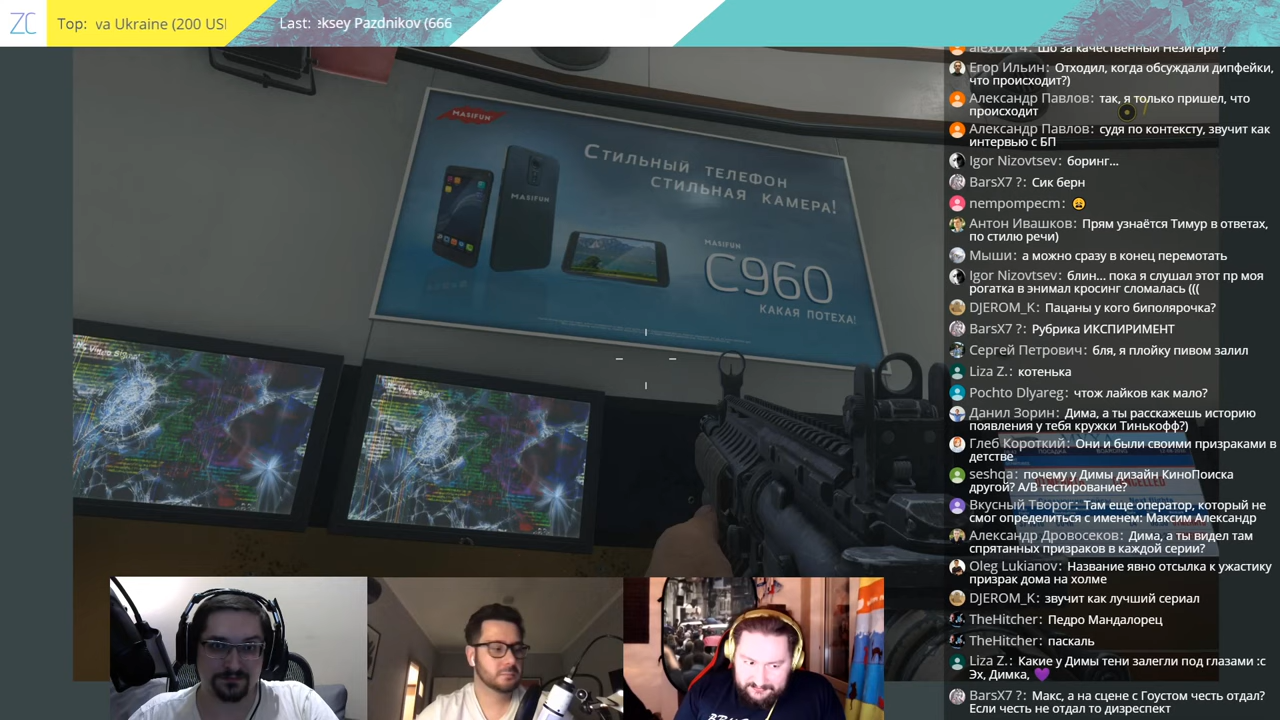 ZC
Top: va Ukraine (200 USI
Last: eksey Pazdnikov (666
MASIFUN
СТИЛЬНЫЙ ТЕЛЕФОН
СТИЛЬНАЯ КАМЕРА!
MASIFUN
MASIFUN
C960
КАКАЯ ПОТЕХА!
alexDX14: Шо за качественный Незигари ?
Егор Ильин: Отходил, когда обсуждали дипфейки,
что происходит?)
Александр Павлов: так, я только пришел, что
происходит
Александр Павлов: судя по контексту, звучит как
интервью с БП
Igor Nizovtsev: боринг...
BarsX7 ?: Сик берн
nempompecm: 😩
Антон Ивашков: Прям узнаётся Тимур в ответах,
по стилю речи)
Мыши: а можно сразу в конец перемотать
Igor Nizovtsev: блин... пока я слушал этот пр моя
рогатка в энимал кросинг сломалась (((
DJEROM_K: Пацаны у кого биполярочка?
BarsX7 ?: Рубрика ИКСПИРИМЕНТ
Сергей Петрович: бля, я плойку пивом залил
Liza Z.: котенька
Pochto Dlyareg: чтож лайков как мало?
Данил Зорин: Дима, а ты расскажешь историю
появления у тебя кружки Тинькофф?)
Глеб Короткий: Они и были своими призраками в
детстве
seshqa: почему у Димы дизайн КиноПоиска
другой? A/B тестирование?
Вкусный Творог: Там еще оператор, который не
смог определиться с именем: Максим Александр
Александр Дровосеков: Дима, а ты видел там
спрятанных призраков в каждой серии?
Oleg Lukianov: Название явно отсылка к ужастику
призрак дома на холме
DJEROM_K: звучит как лучший сериал
TheHitcher: Педро Мандалорец
TheHitcher: паскаль
Liza Z.: Какие у Димы тени залегли под глазами :с
Эх, Димка, 💜
BarsX7 ?: Макс, а на сцене с Гоустом честь отдал?
Если честь не отдал то дизреспект